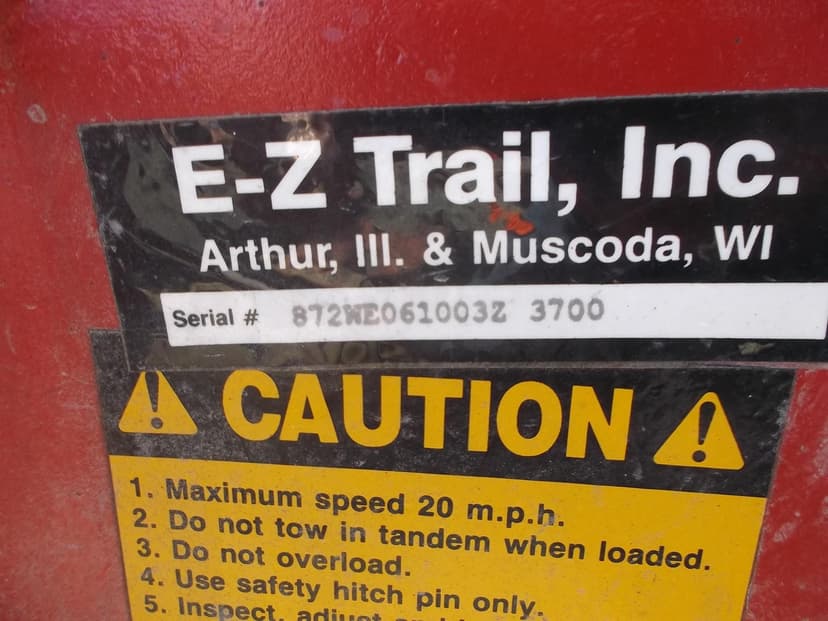 E-Z Trail, Inc.
Arthur, Ill. & Muscoda, WI
Serial # 872WE061003Z 3700
CAUTION
1. Maximum speed 20 m.p.h.
2. Do not tow in tandem when loaded.
3. Do not overload.
4. Use safety hitch pin only.
5. Inspect, adjust